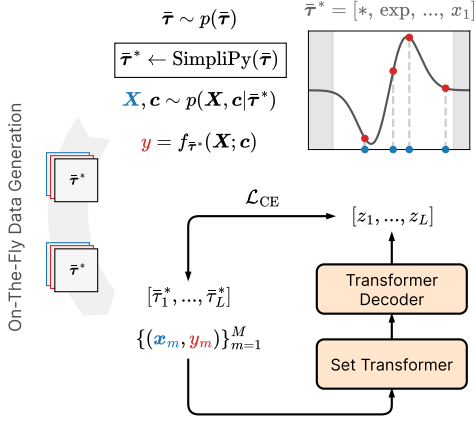 τ̄ ∼ p(τ̄)
τ̄* ← SimpliPy(τ̄)
X, c ∼ p(X, c|τ̄*)
y = f_τ̄*(X; c)
τ̄* = [*, exp, ..., x₁]
On-The-Fly Data Generation
τ̄*
τ̄*
ℒ_CE
[τ̄₁*, ..., τ̄_L*]
{(x_m, y_m)}_{m=1}^M
[z₁, ..., z_L]
Transformer
Decoder
Set Transformer